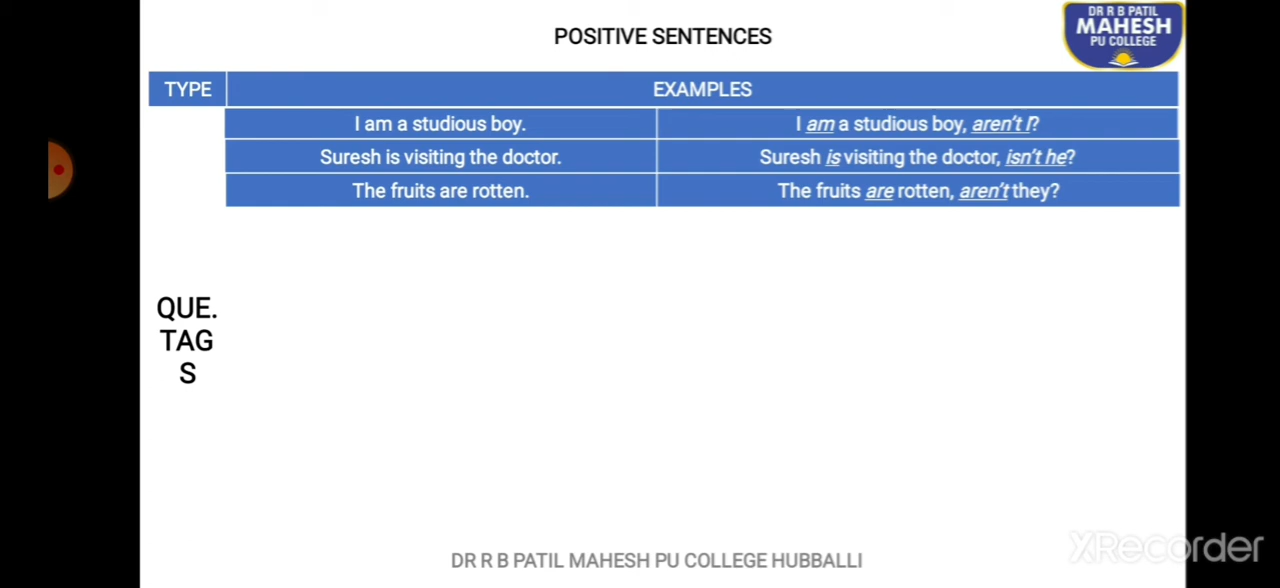 DR R B PATIL
MAHESH
PU COLLEGE
POSITIVE SENTENCES
TYPE EXAMPLES
I am a studious boy. I am a studious boy, aren't I?
Suresh is visiting the doctor. Suresh is visiting the doctor, isn't he?
The fruits are rotten. The fruits are rotten, aren't they?
QUE.
TAG
S
DR R B PATIL MAHESH PU COLLEGE HUBBALLI
XRecorder